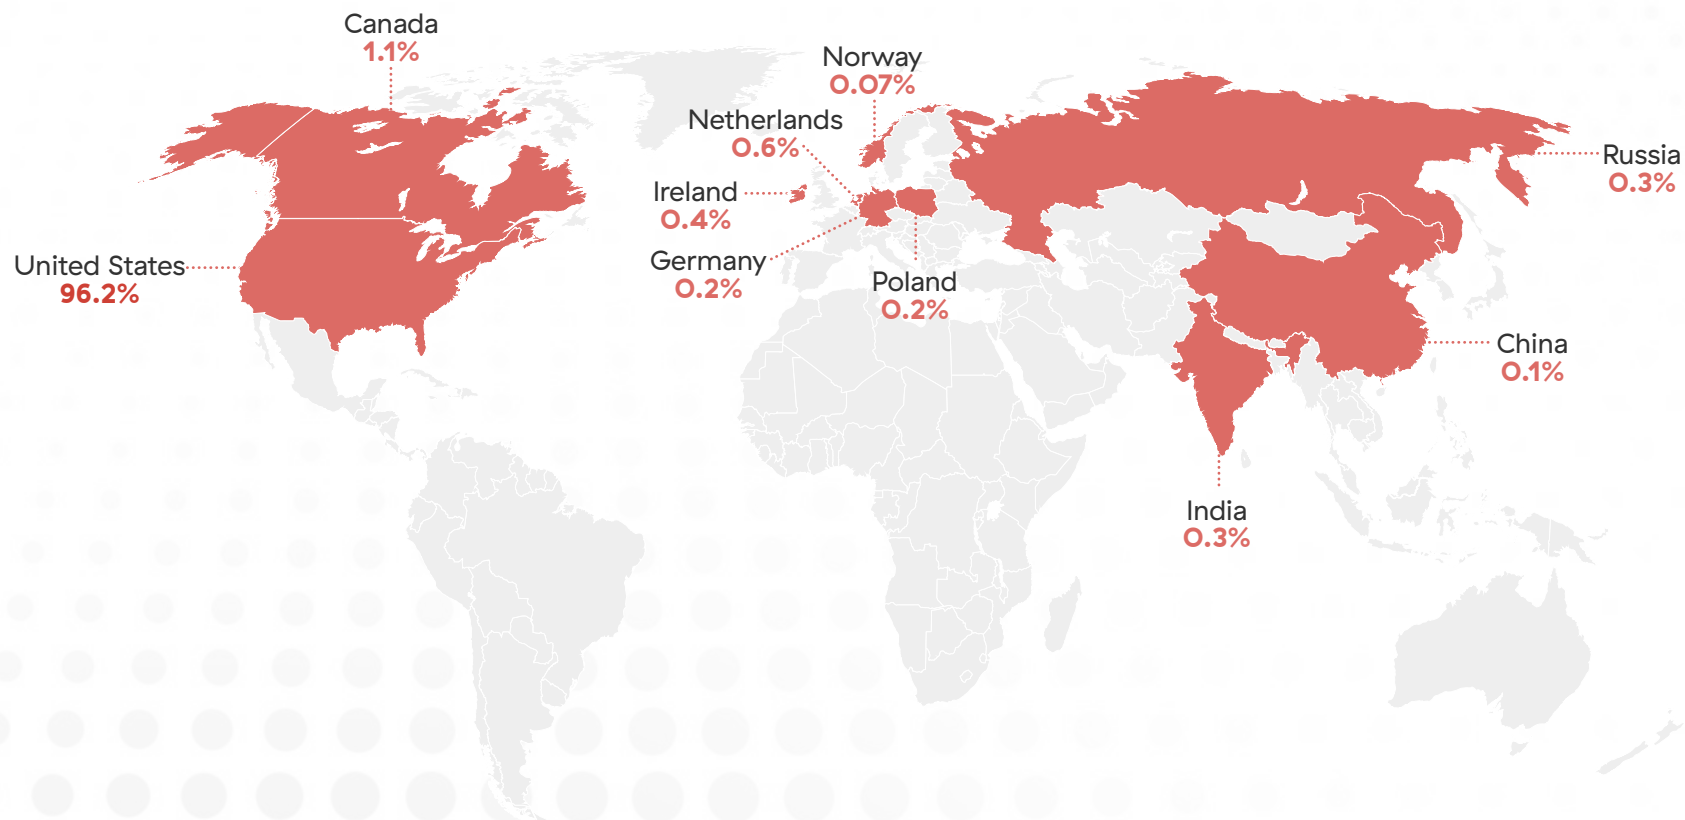 Canada
1.1%
Norway
0.07%
Netherlands
0.6%
Russia
0.3%
Ireland
0.4%
United States
96.2%
Germany
0.2%
Poland
0.2%
China
0.1%
India
0.3%